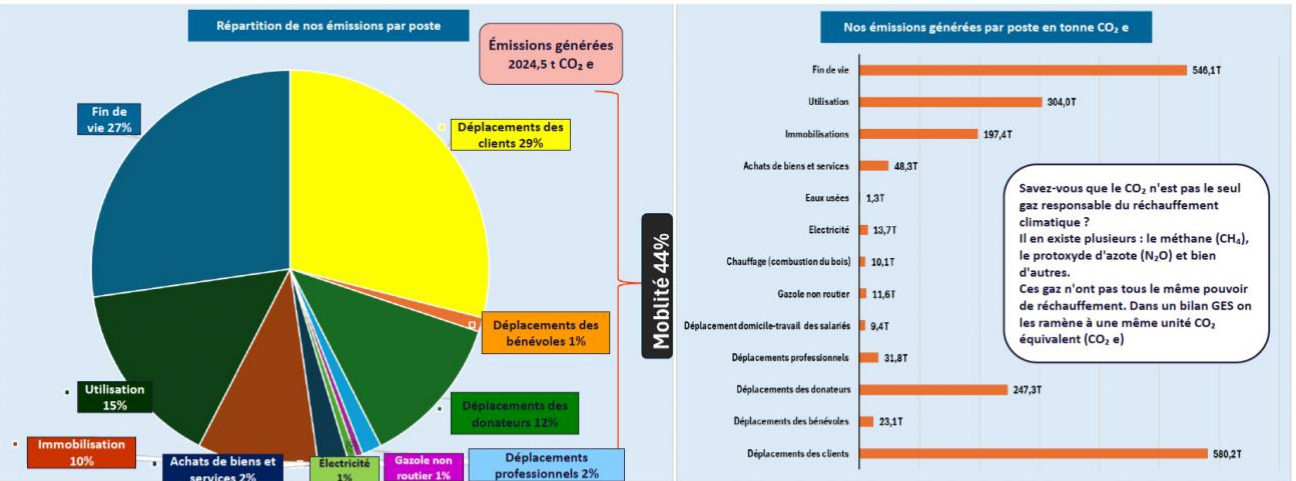 Répartition de nos émissions par poste
Émissions générées
2024,5 t CO₂ e
Fin de
vie 27%
Déplacements des
clients 29%
Déplacements des
bénévoles 1%
Déplacements des
donateurs 12%
Utilisation
15%
Immobilisation
10%
Achats de biens et
services 2%
Électricité
1%
Gazole non
routier 1%
Déplacements
professionnels 2%
Moblité 44%
Nos émissions générées par poste en tonne CO₂ e
Fin de vie 546,1T
Utilisation 304,0T
Immobilisations 197,4T
Achats de biens et services 48,3T
Eaux usées 1,3T
Electricité 13,7T
Chauffage (combustion du bois) 10,1T
Gazole non routier 11,6T
Déplacement domicile-travail des salariés 9,4T
Déplacements professionnels 31,8T
Déplacements des donateurs 247,3T
Déplacements des bénévoles 23,1T
Déplacements des clients 580,2T
Savez-vous que le CO₂ n'est pas le seul
gaz responsable du réchauffement
climatique ?
Il en existe plusieurs : le méthane (CH₄),
le protoxyde d'azote (N₂O) et bien
d'autres.
Ces gaz n'ont pas tous le même pouvoir
de réchauffement. Dans un bilan GES on
les ramène à une même unité CO₂
équivalent (CO₂ e)